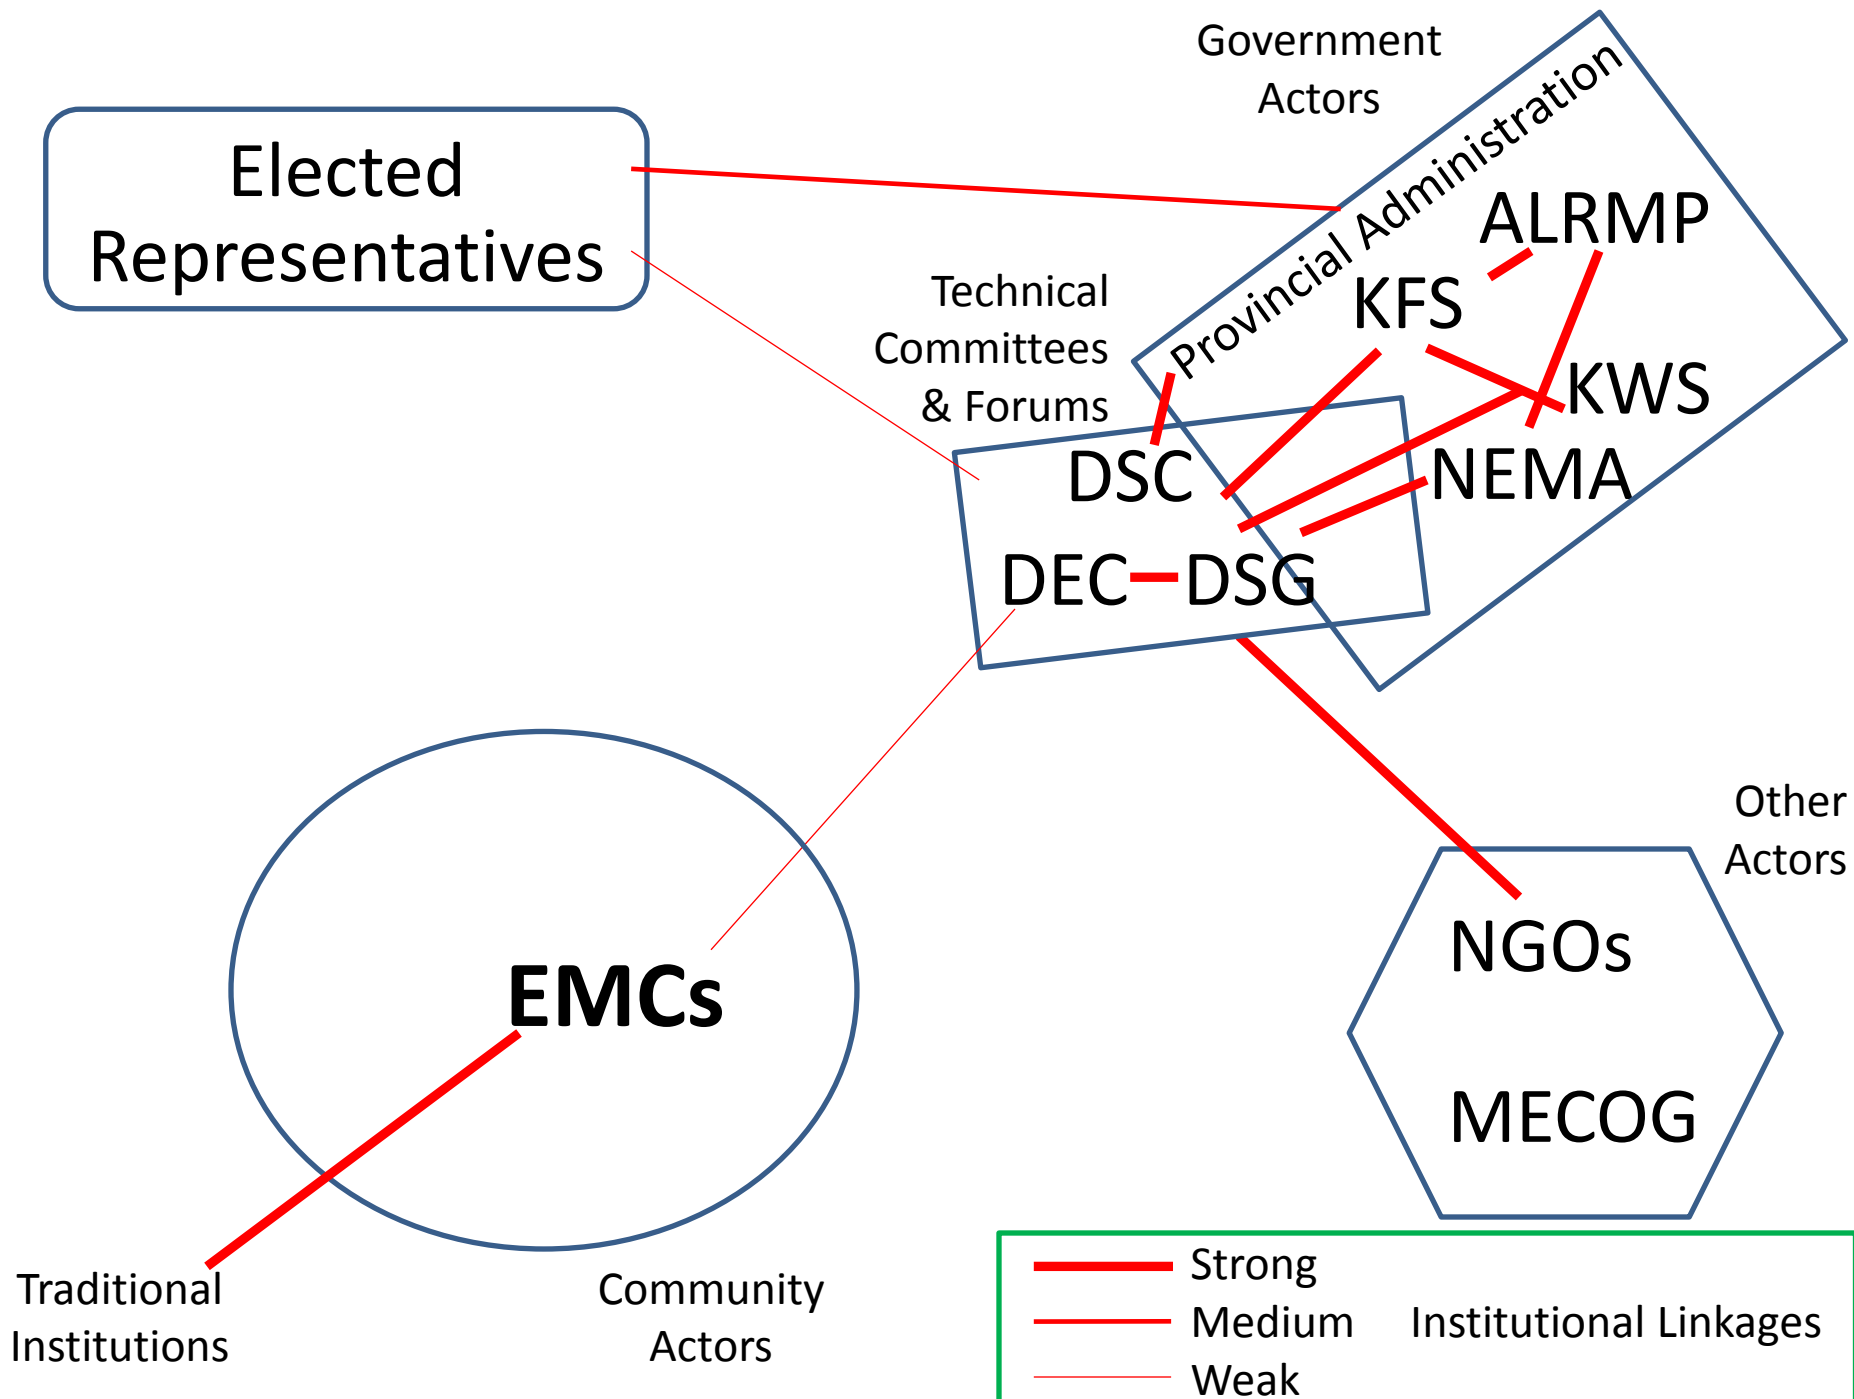 Government
Actors
Elected
Representatives
Provincial Administration
ALRMP
KFS
KWS
NEMA
Technical
Committees
& Forums
DSC
DEC
DSG
Other
Actors
NGOs
MECOG
EMCs
Traditional
Institutions
Community
Actors
Strong
Medium
Institutional Linkages
Weak